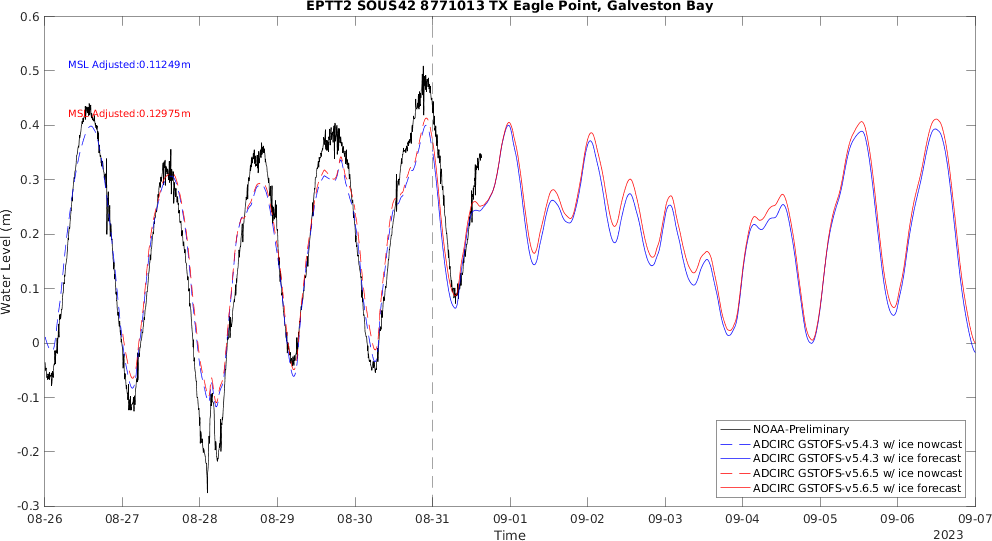 EPTT2 SOUS42 8771013 TX Eagle Point, Galveston Bay
0.6
0.5
0.4
0.3
0.2
0.1
0
-0.1
-0.2
-0.3
Water Level (m)
MSL Adjusted:0.11249m
MSL Adjusted:0.12975m
NOAA-Preliminary
ADCIRC GSTOFS-v5.4.3 w/ ice nowcast
ADCIRC GSTOFS-v5.4.3 w/ ice forecast
ADCIRC GSTOFS-v5.6.5 w/ ice nowcast
ADCIRC GSTOFS-v5.6.5 w/ ice forecast
08-26 08-27 08-28 08-29 08-30 08-31 09-01 09-02 09-03 09-04 09-05 09-06 09-07
Time
2023